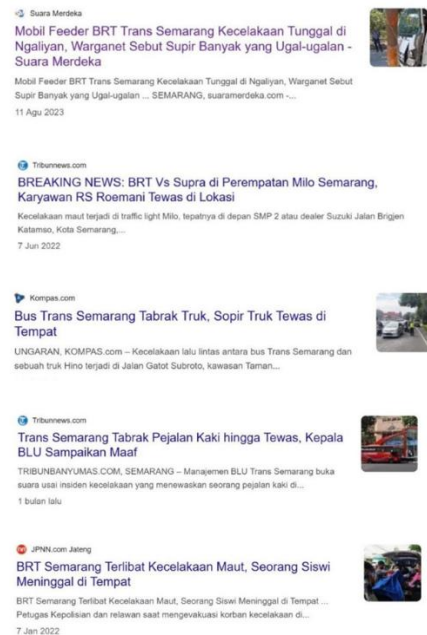 Suara Merdeka
Mobil Feeder BRT Trans Semarang Kecelakaan Tunggal di
Ngaliyan, Warganet Sebut Supir Banyak yang Ugal-ugalan -
Suara Merdeka
Mobil Feeder BRT Trans Semarang Kecelakaan Tunggal di Ngaliyan, Warganet Sebut
Supir Banyak yang Ugal-ugalan ... SEMARANG, suaramerdeka.com -...
11 Agu 2023
Tribunnews.com
BREAKING NEWS: BRT Vs Supra di Perempatan Milo Semarang,
Karyawan RS Roemani Tewas di Lokasi
Kecelakaan maut terjadi di traffic light Milo, tepatnya di depan SMP 2 atau dealer Suzuki Jalan Brigjen
Katamso, Kota Semarang,...
7 Jun 2022
Kompas.com
Bus Trans Semarang Tabrak Truk, Sopir Truk Tewas di
Tempat
UNGARAN, KOMPAS.com – Kecelakaan lalu lintas antara bus Trans Semarang dan
sebuah truk Hino terjadi di Jalan Gatot Subroto, kawasan Taman...
Tribunnews.com
Trans Semarang Tabrak Pejalan Kaki hingga Tewas, Kepala
BLU Sampaikan Maaf
TRIBUNBANYUMAS.COM, SEMARANG – Manajemen BLU Trans Semarang buka
suara usai insiden kecelakaan yang menewaskan seorang pejalan kaki di...
1 bulan lalu
JPNN.com Jateng
BRT Semarang Terlibat Kecelakaan Maut, Seorang Siswi
Meninggal di Tempat
BRT Semarang Terlibat Kecelakaan Maut, Seorang Siswi Meninggal di Tempat ...
Petugas Kepolisian dan relawan saat mengevakuasi korban kecelakaan di...
7 Jan 2022